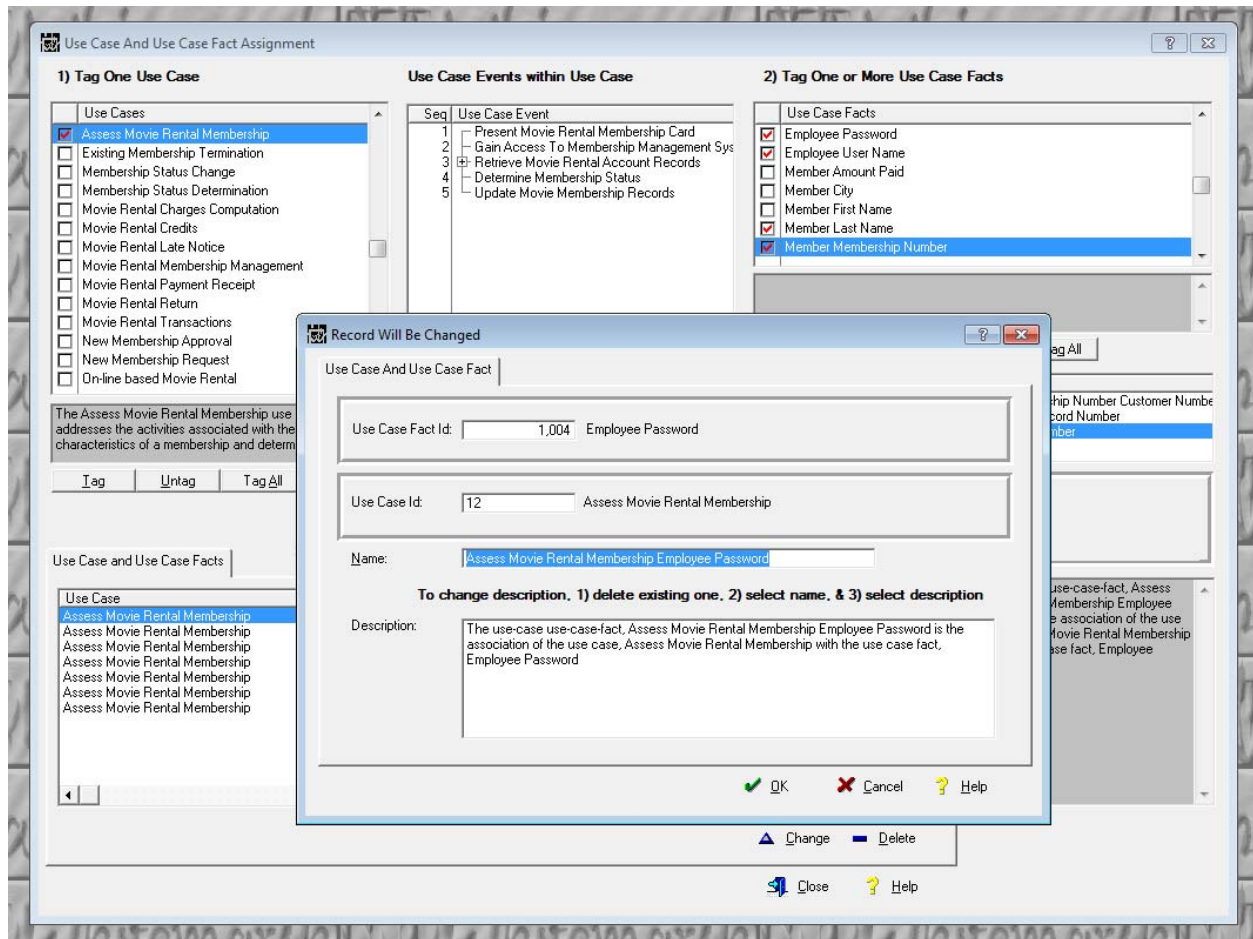 Use Case And Use Case Fact Assignment
1) Tag One Use Case
Use Cases
Assess Movie Rental Membership
Existing Membership Termination
Membership Status Change
Membership Status Determination
Movie Rental Charges Computation
Movie Rental Credits
Movie Rental Late Notice
Movie Rental Membership Management
Movie Rental Payment Receipt
Movie Rental Return
Movie Rental Transactions
New Membership Approval
New Membership Request
On-line based Movie Rental
The Assess Movie Rental Membership use
addresses the activities associated with the
characteristics of a membership and determ
Tag Untag Tag All
Use Case Events within Use Case
Seq Use Case Event
1 Present Movie Rental Membership Card
2 Gain Access To Membership Management Sys
3 Retrieve Movie Rental Account Records
4 Determine Membership Status
5 Update Movie Membership Records
2) Tag One or More Use Case Facts
Use Case Facts
Employee Password
Employee User Name
Member Amount Paid
Member City
Member First Name
Member Last Name
Member Membership Number
ag All
hip Number Customer Numbe
cord Number
mber
Use Case and Use Case Facts
Use Case
Assess Movie Rental Membership
Assess Movie Rental Membership
Assess Movie Rental Membership
Assess Movie Rental Membership
Assess Movie Rental Membership
Assess Movie Rental Membership
Assess Movie Rental Membership
use-case-fact, Assess
Membership Employee
e association of the use
Movie Rental Membership
ase fact, Employee
Record Will Be Changed
Use Case And Use Case Fact
Use Case Fact Id: 1,004 Employee Password
Use Case Id: 12 Assess Movie Rental Membership
Name: Assess Movie Rental Membership Employee Password
To change description, 1) delete existing one, 2) select name, & 3) select description
Description: The use-case use-case-fact, Assess Movie Rental Membership Employee Password is the
association of the use case, Assess Movie Rental Membership with the use case fact,
Employee Password
OK Cancel Help
Change Delete
Close Help